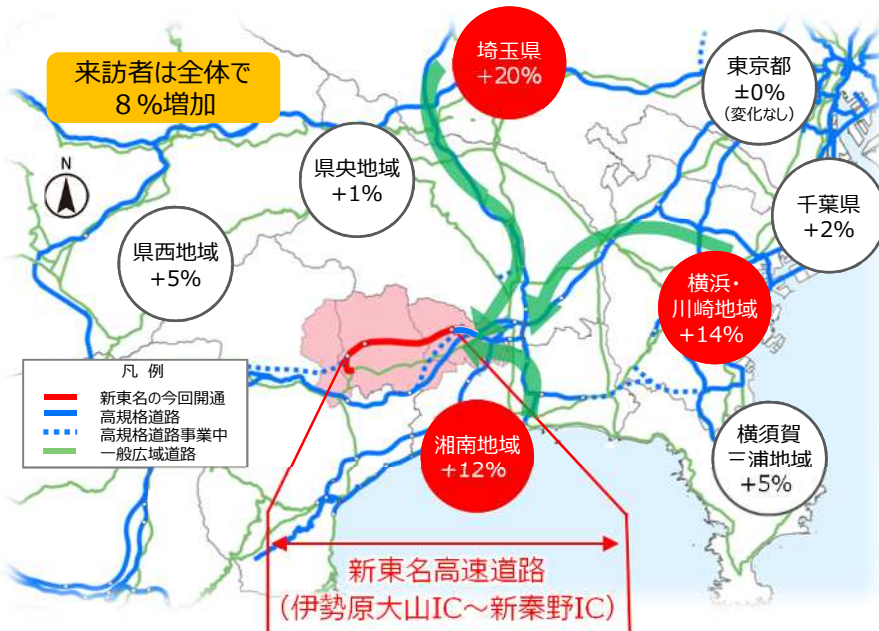 来訪者は全体で
８％増加
埼玉県
+20%
東京都
±0%
(変化なし)
N
県央地域
+1%
千葉県
+2%
県西地域
+5%
横浜・
川崎地域
+14%
凡 例
新東名の今回開通
高規格道路
高規格道路事業中
一般広域道路
湘南地域
+12%
横須賀
三浦地域
+5%
新東名高速道路
(伊勢原大山IC～新秦野IC)